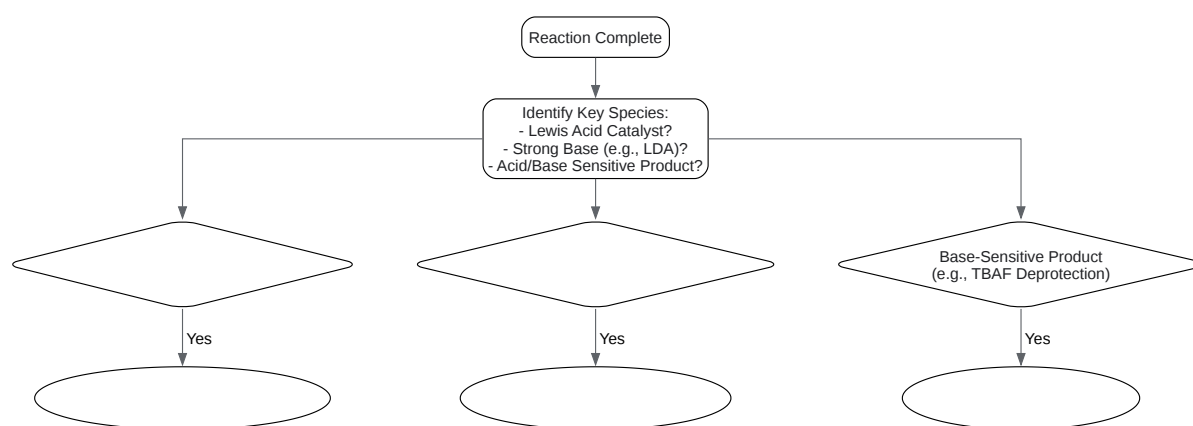 Reaction Complete
Identify Key Species:
- Lewis Acid Catalyst?
- Strong Base (e.g., LDA)?
- Acid/Base Sensitive Product?
Base-Sensitive Product
(e.g., TBAF Deprotection)
Yes
Yes
Yes